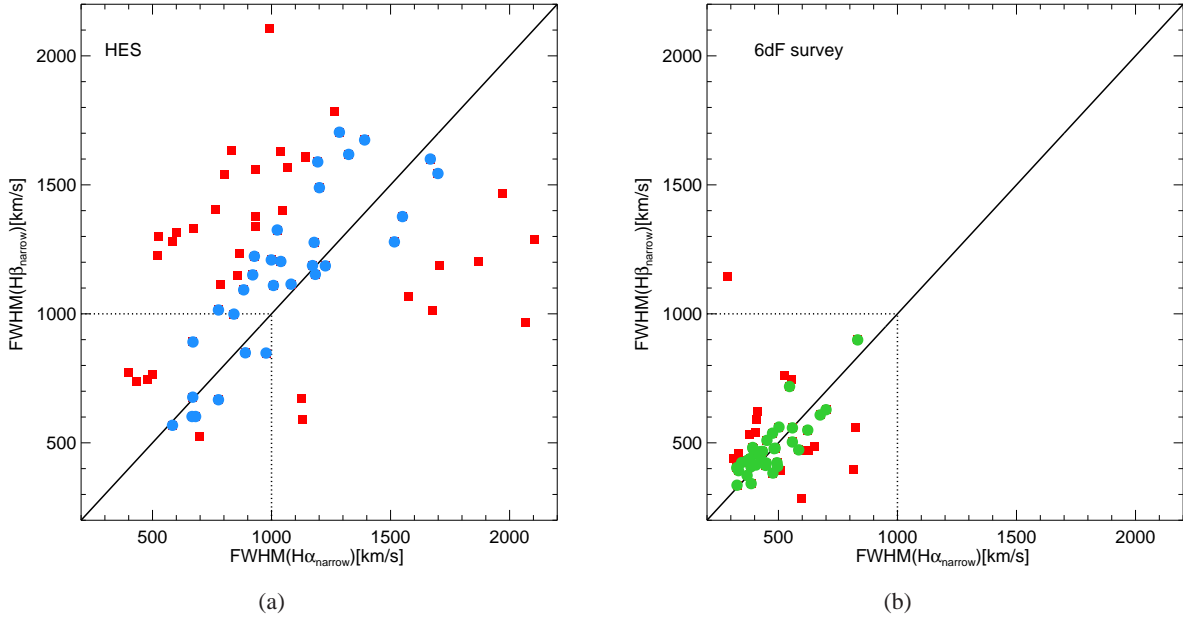 HES
2000
1500
1000
500
FWHM(Hβnarrow)[km/s]
500 1000 1500 2000
FWHM(Hαnarrow)[km/s]
(a)
6dF survey
2000
1500
1000
500
FWHM(Hβnarrow)[km/s]
500 1000 1500 2000
FWHM(Hαnarrow)[km/s]
(b)